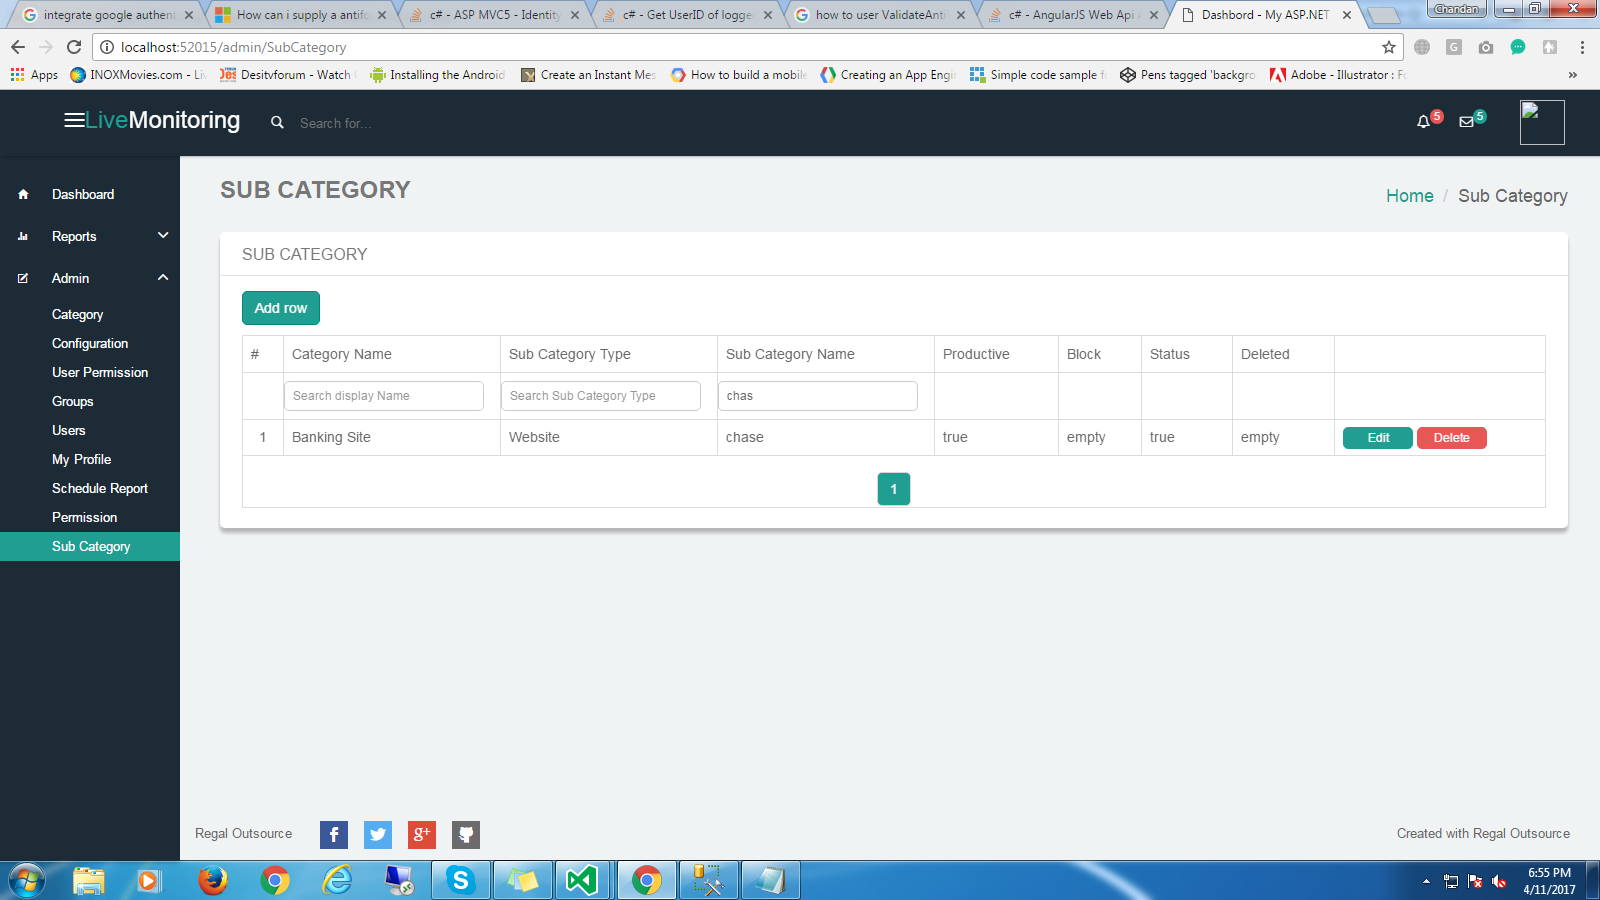 integrate google authent
How can i supply a antifo
c# - ASP MVC5 - Identity
c# - Get UserID of logge
how to user ValidateAnti
c# - AngularJS Web Api
Dashbord - My ASP.NET
Chandan
localhost:52015/admin/SubCategory
Apps
INOXMovies.com - Li
Desitvforum - Watch
Installing the Android
Create an Instant Mes
How to build a mobile
Creating an App Engi
Simple code sample f
Pens tagged 'backgro
Adobe - Illustrator : Fo
»
LiveMonitoring
Search for...
5
5
Dashboard
Reports
Admin
Category
Configuration
User Permission
Groups
Users
My Profile
Schedule Report
Permission
Sub Category
SUB CATEGORY
Home / Sub Category
SUB CATEGORY
Add row
# Category Name Sub Category Type Sub Category Name Productive Block Status Deleted
Search display Name Search Sub Category Type chas
1 Banking Site Website chase true empty true empty Edit Delete
1
Regal Outsource
Created with Regal Outsource
6:55 PM
4/11/2017